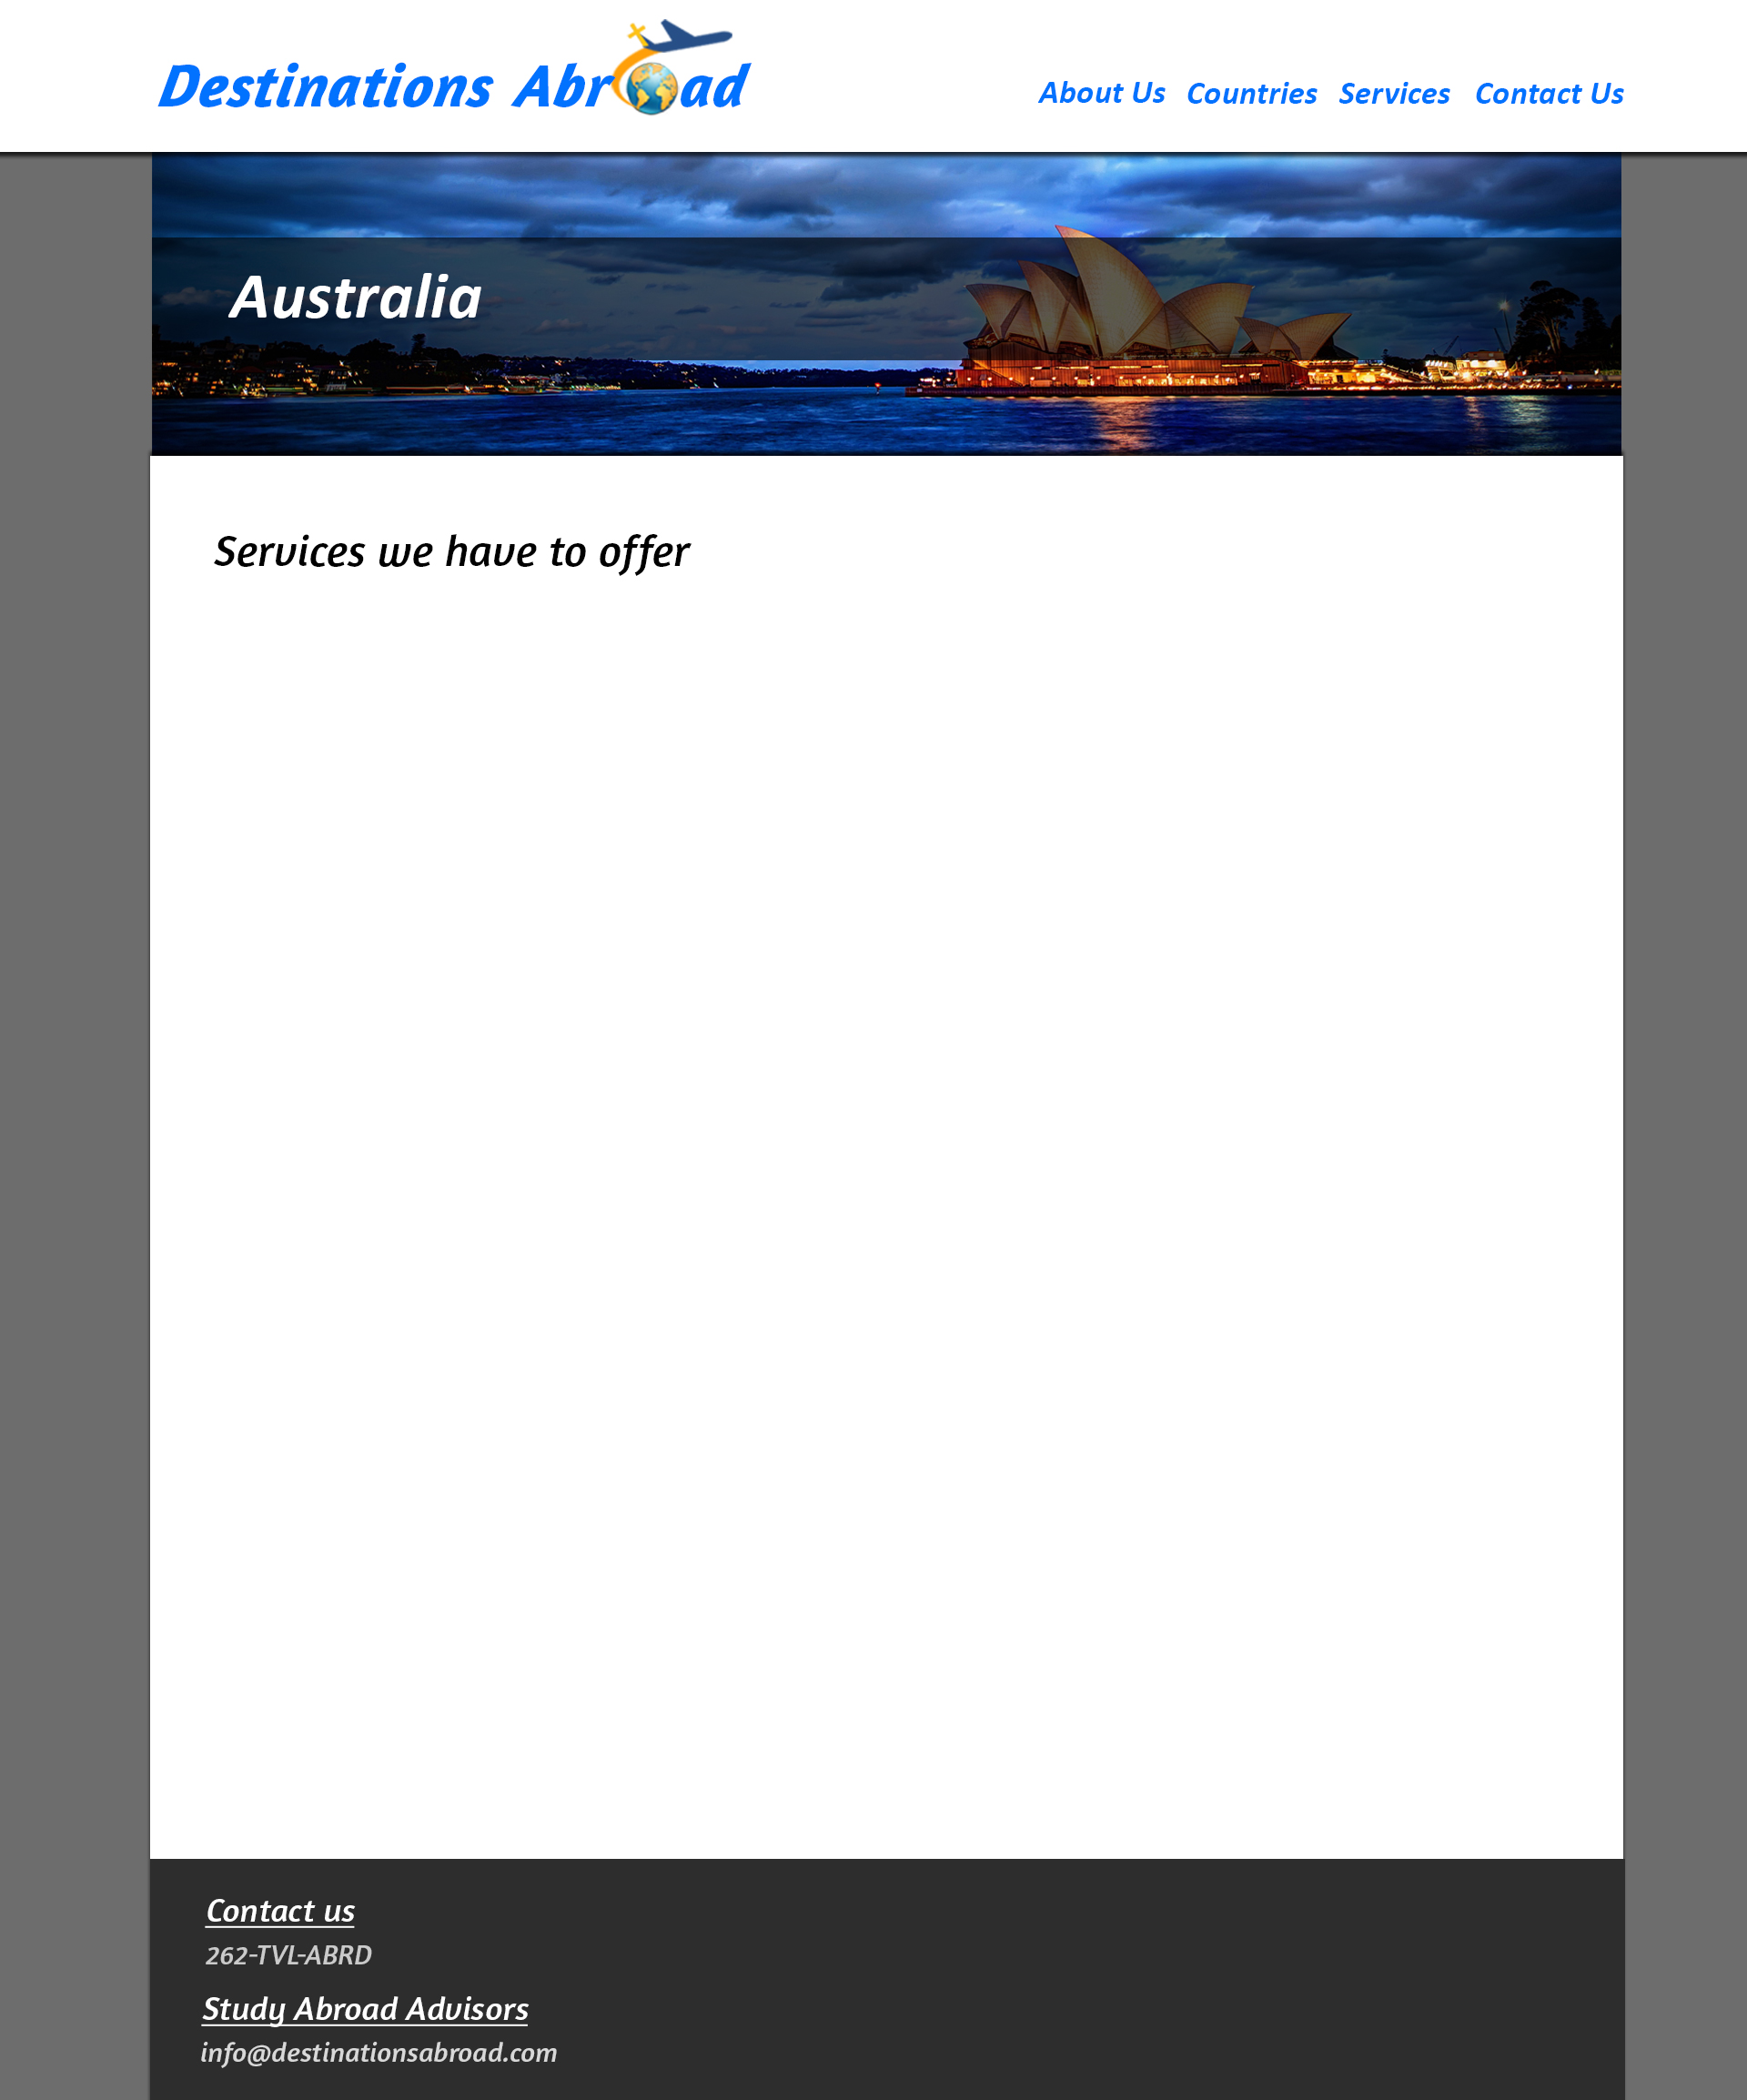 Destinations Abroad
About Us Countries Services Contact Us
Australia
Services we have to offer
Contact us
262-TVL-ABRD
Study Abroad Advisors
info@destinationsabroad.com